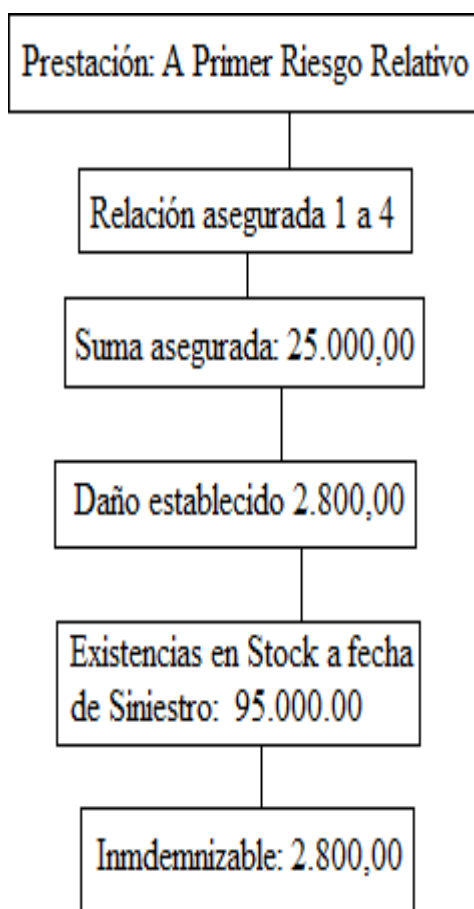 Prestación: A Primer Riesgo Relativo
Relación asegurada 1 a 4
Suma asegurada: 25.000,00
Daño establecido 2.800,00
Existencias en Stock a fecha
de Siniestro: 95.000.00
Inmdemnizable: 2.800,00